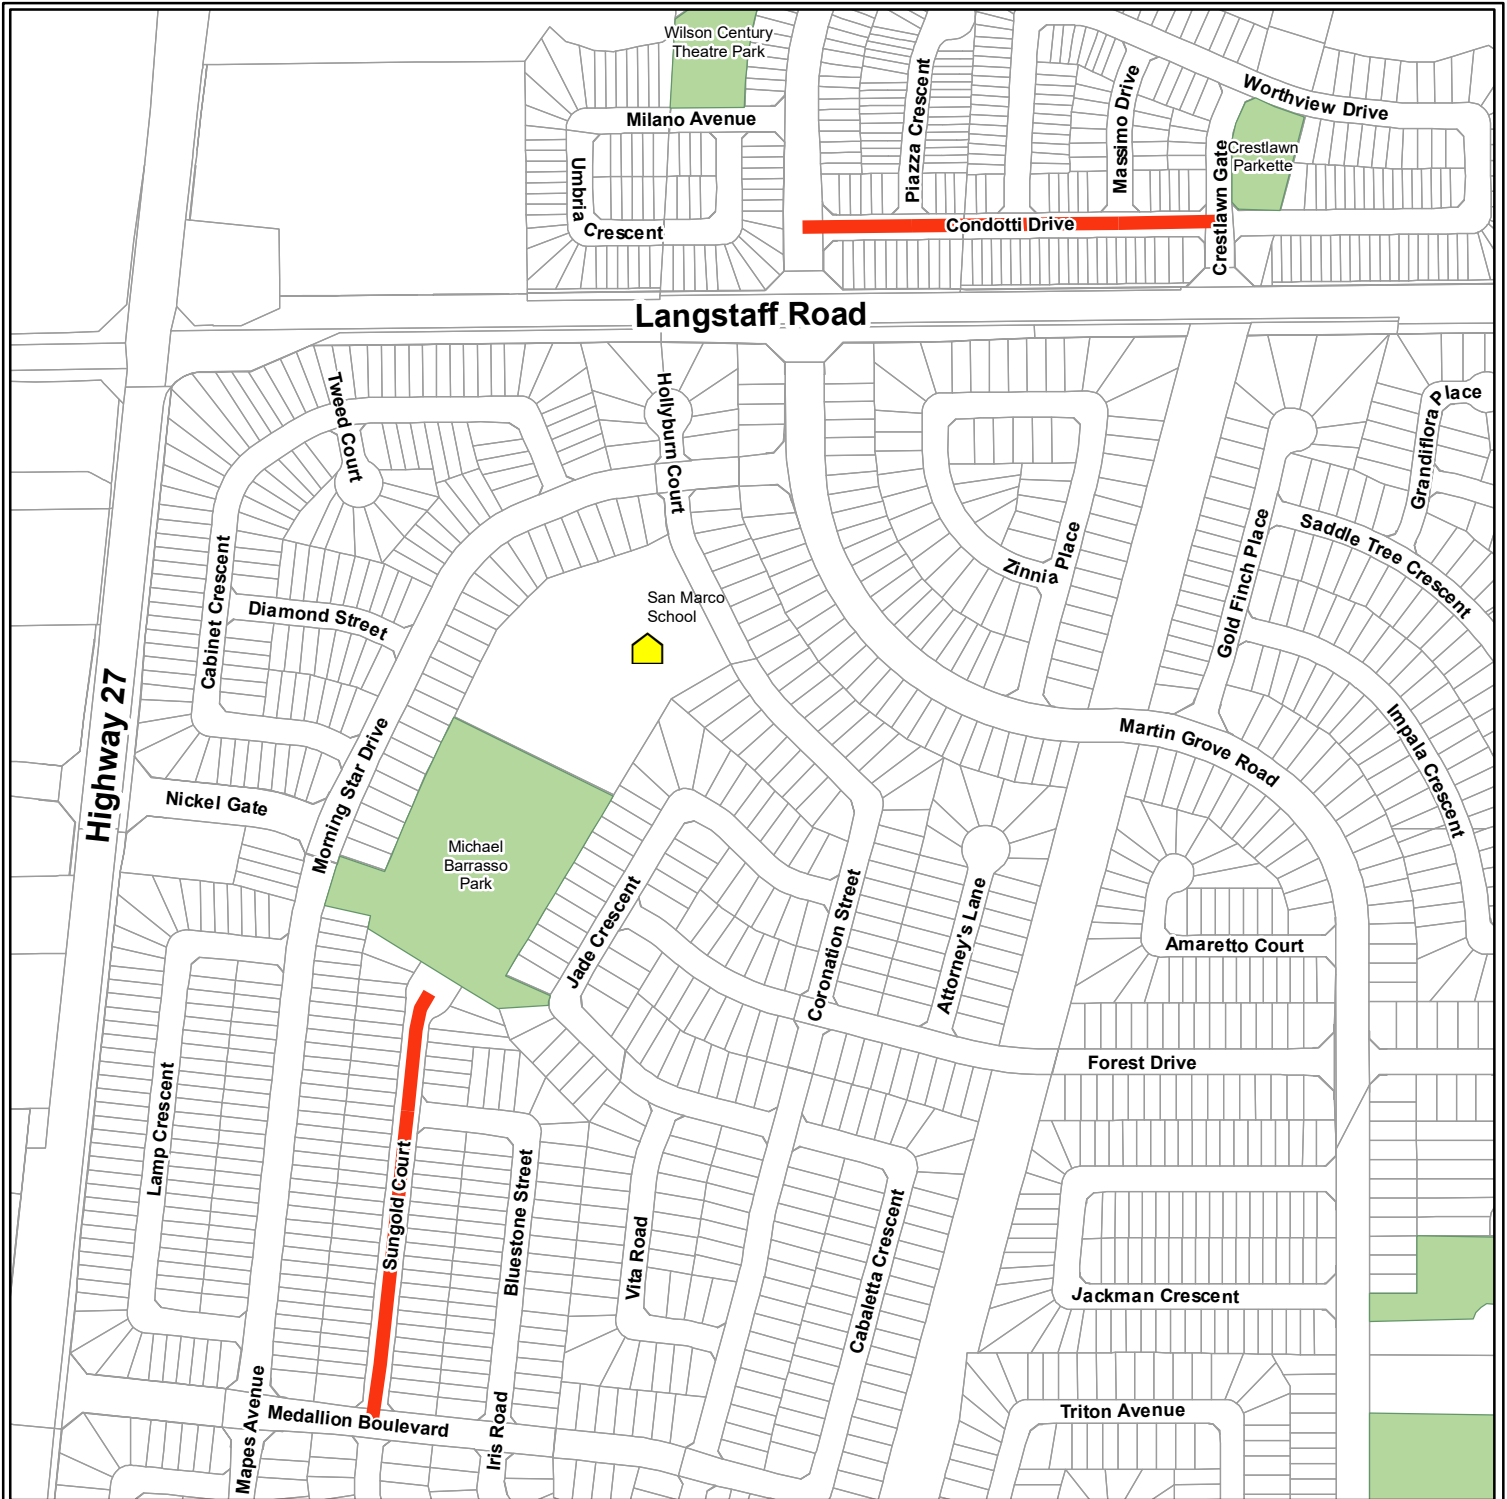 Wilson Century
Theatre Park
Milano Avenue
Umbria
Crescent
Piazza Crescent
Massimo Drive
Worthview Drive
Crestlawn
Parkette
Crestlawn Gate
Condotti Drive
Langstaff Road
Tweed Court
Hollyburn Court
Grandiflora
Place
Saddle Tree Crescent
Gold Finch Place
Zinnia
Place
Cabinet Crescent
Diamond Street
San Marco
School
Highway 27
Morning Star Drive
Nickel Gate
Martin Grove Road
Impala Crescent
Michael
Barrasso
Park
Jade Crescent
Coronation Street
Attorney's Lane
Amaretto Court
Forest Drive
Lamp Crescent
Sungold Court
Bluestone Street
Vita Road
Cabaletta Crescent
Jackman Crescent
Mapes Avenue
Medallion Boulevard
Iris Road
Triton Avenue